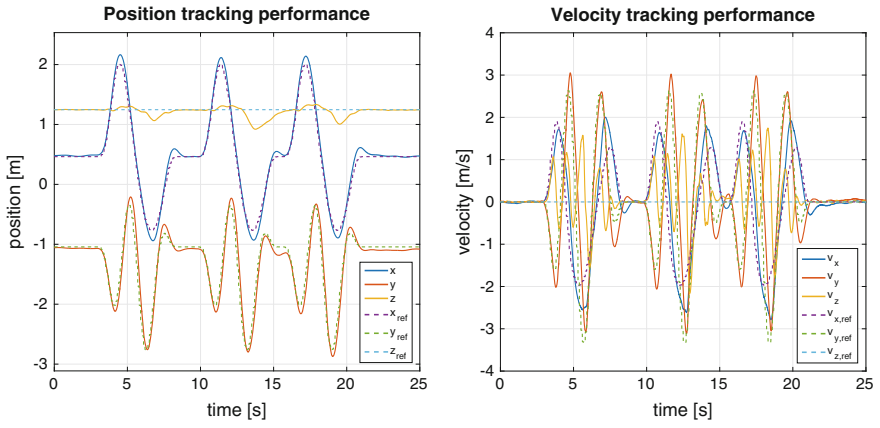 Position tracking performance
position [m]
2
1
0
-1
-2
-3
0
5
10
15
20
25
time [s]
x
y
z
x_ref
y_ref
z_ref
Velocity tracking performance
velocity [m/s]
4
3
2
1
0
-1
-2
-3
-4
0
5
10
15
20
25
time [s]
v_x
v_y
v_z
v_x,ref
v_y,ref
v_z,ref